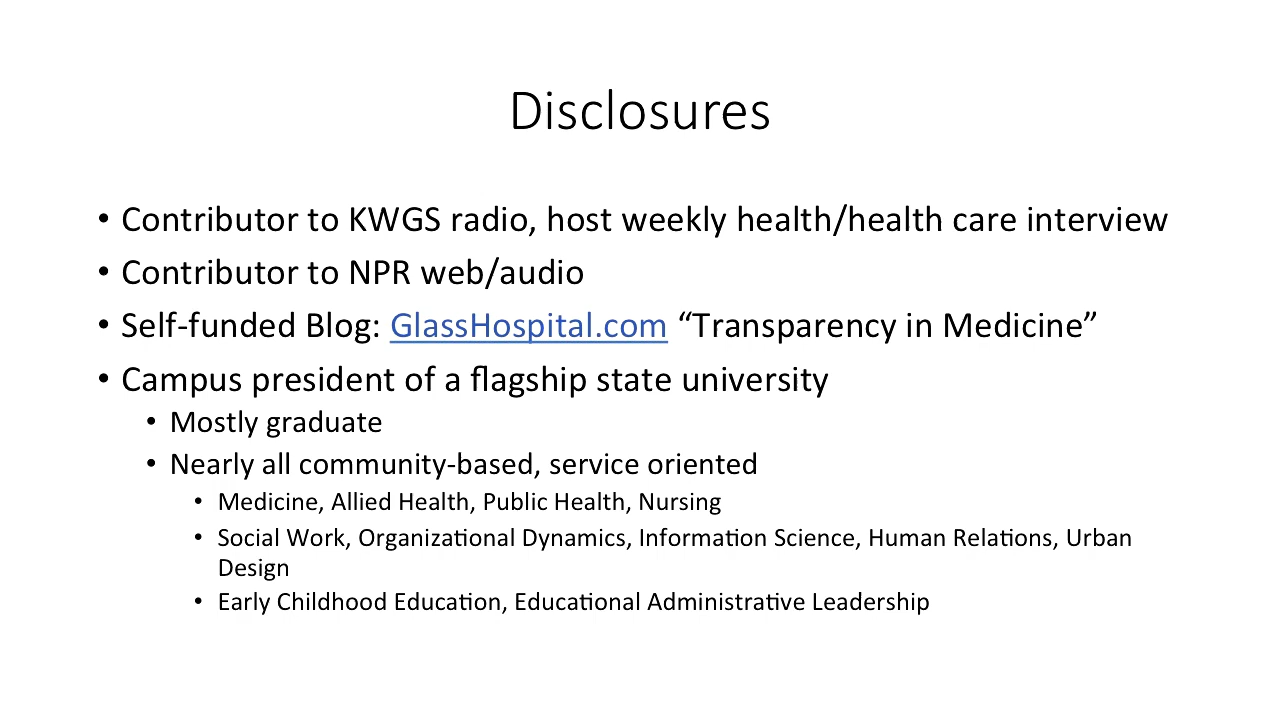 Disclosures
• Contributor to KWGS radio, host weekly health/health care interview
• Contributor to NPR web/audio
• Self-funded Blog: GlassHospital.com “Transparency in Medicine”
• Campus president of a flagship state university
• Mostly graduate
• Nearly all community-based, service oriented
• Medicine, Allied Health, Public Health, Nursing
• Social Work, Organizational Dynamics, Information Science, Human Relations, Urban
Design
• Early Childhood Education, Educational Administrative Leadership